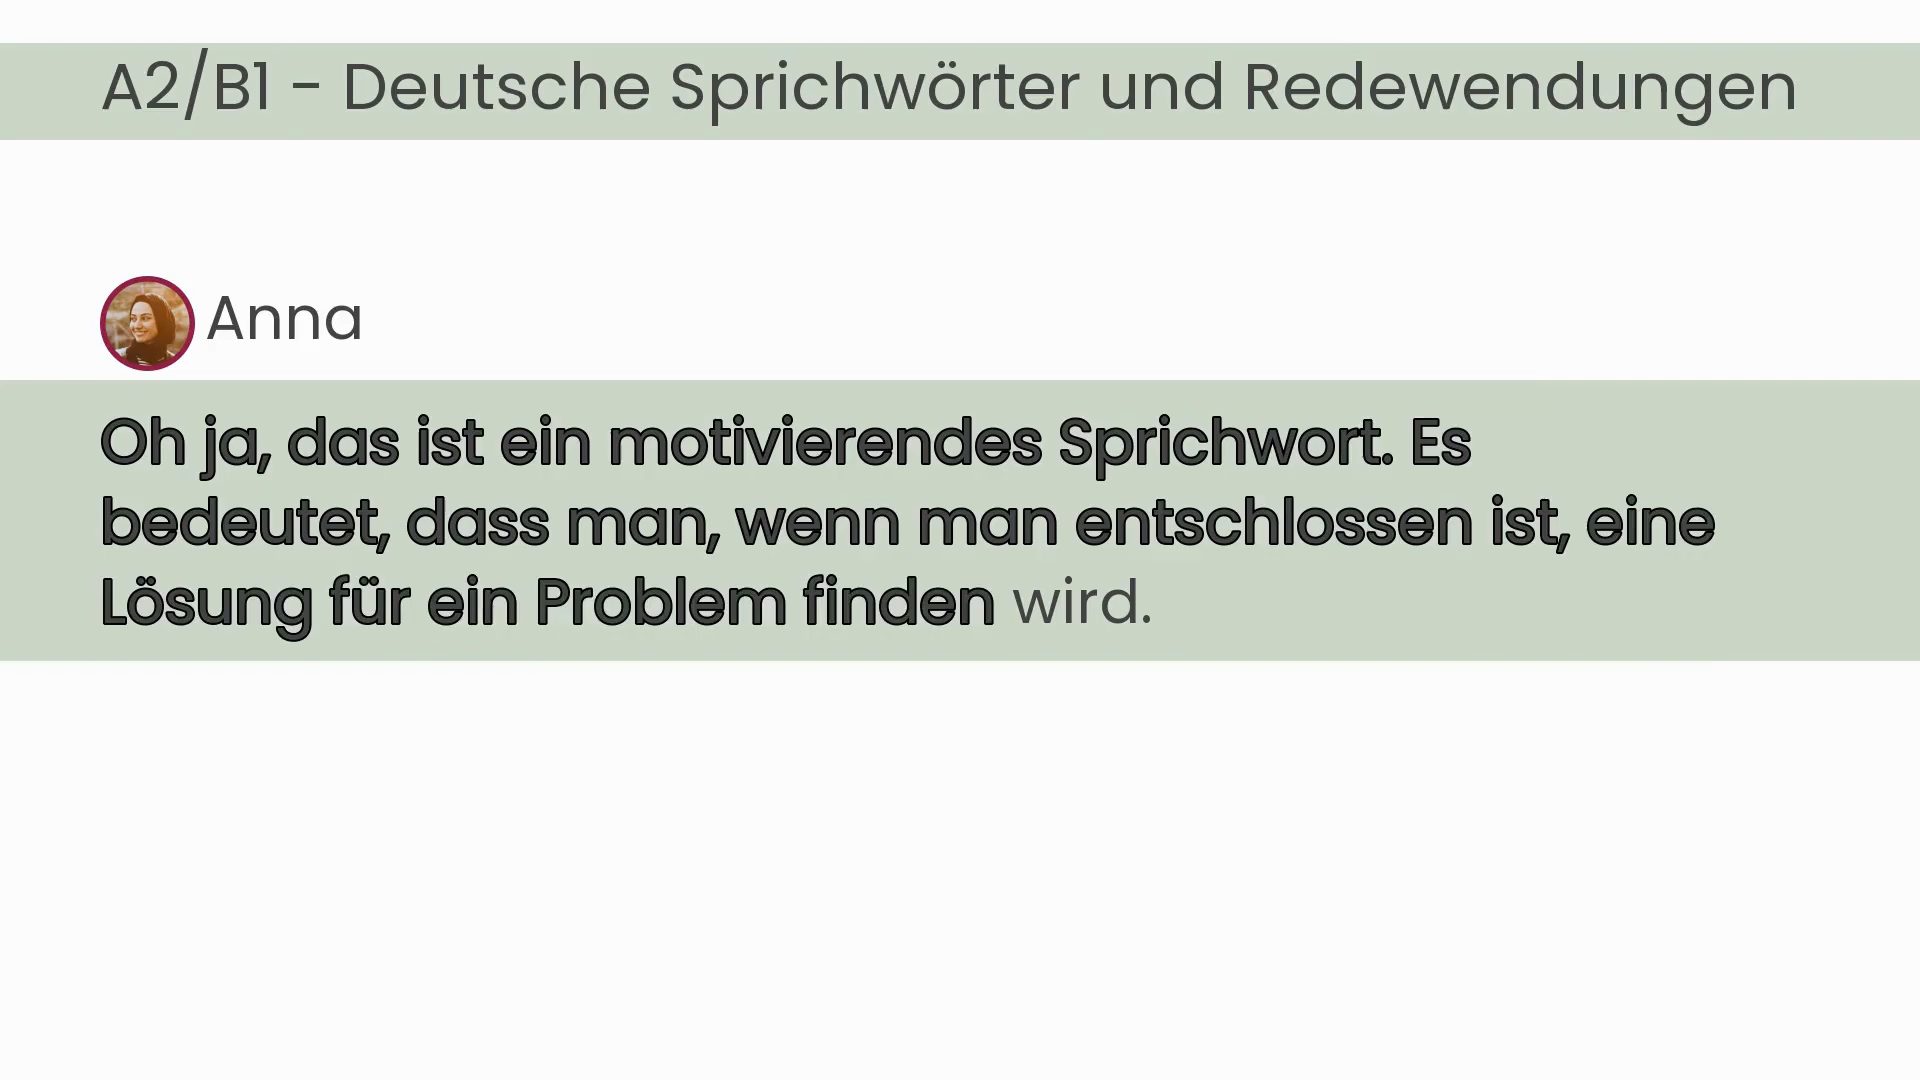 A2/B1 - Deutsche Sprichwörter und Redewendungen
Anna
Oh ja, das ist ein motivierendes Sprichwort. Es
bedeutet, dass man, wenn man entschlossen ist, eine
Lösung für ein Problem finden wird.